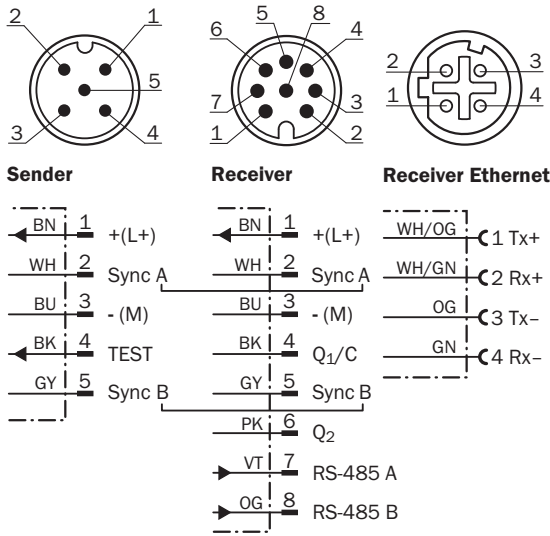 2 1
5
3 4
5 8
6 4
7 3
1 2
2 3
1 4
Sender
Receiver
Receiver Ethernet
BN 1 +(L+)
WH 2 Sync A
BU 3 - (M)
BK 4 TEST
GY 5 Sync B
BN 1 +(L+)
WH 2 Sync A
BU 3 - (M)
BK 4 Q1/C
GY 5 Sync B
PK 6 Q2
VT 7 RS-485 A
OG 8 RS-485 B
WH/OG 1 Tx+
WH/GN 2 Rx+
OG 3 Tx–
GN 4 Rx–